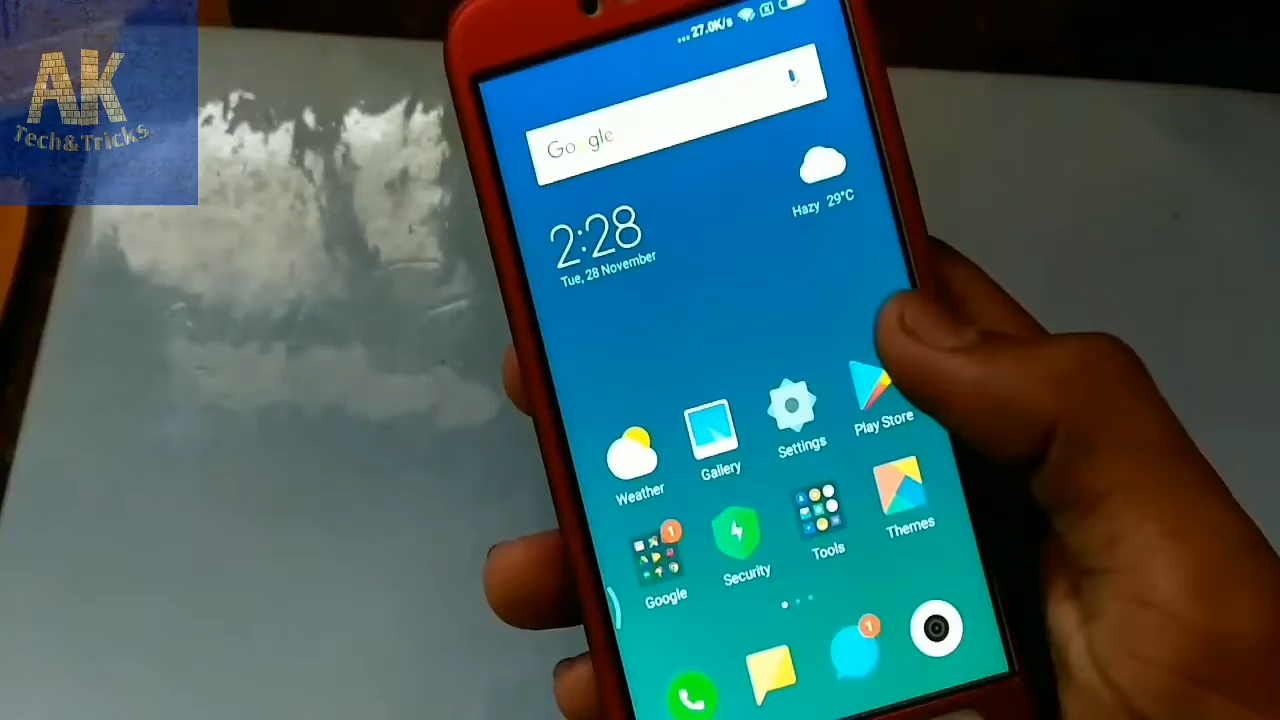 AK
Tech&Tricks
...27.0K/s
Google
2:28
Tue, 28 November
Hazy 29°C
Weather
Gallery
Settings
Play Store
1
Google
Security
Tools
Themes
1